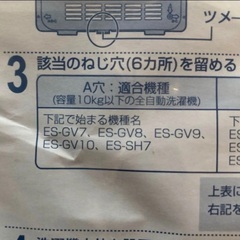 ツメ
3 該当のねじ穴(6カ所)を留める
A穴:適合機種
(容量10kg以下の全自動洗濯機)
下記で始まる機種名
ES-GV7、ES-GV8、ES-GV9、
ES-GV10、ES-SH7
上表に
右記を